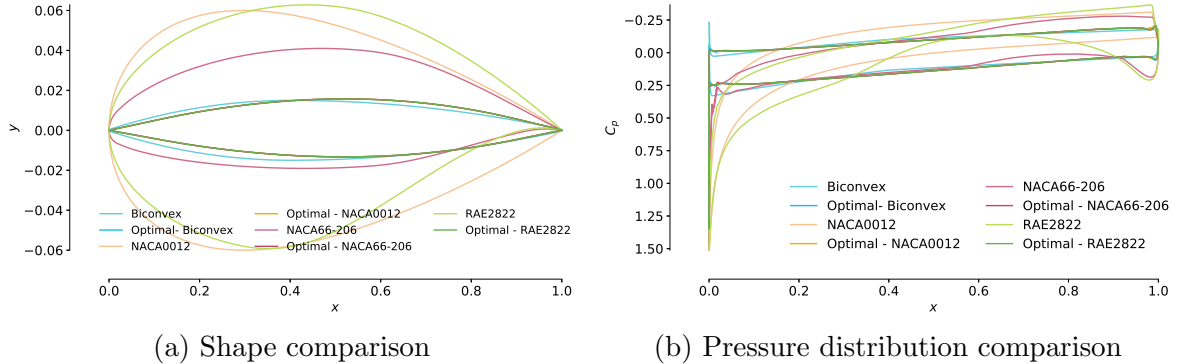 0.06
0.04
0.02
0.00
−0.02
−0.04
−0.06
y
Biconvex
Optimal- Biconvex
NACA0012
Optimal - NACA0012
NACA66-206
Optimal - NACA66-206
RAE2822
Optimal - RAE2822
0.0 0.2 0.4 0.6 0.8 1.0
x
(a) Shape comparison
−0.25
0.00
0.25
0.50
0.75
1.00
1.25
1.50
Cp
Biconvex
Optimal- Biconvex
NACA0012
Optimal - NACA0012
NACA66-206
Optimal - NACA66-206
RAE2822
Optimal - RAE2822
0.0 0.2 0.4 0.6 0.8 1.0
x
(b) Pressure distribution comparison